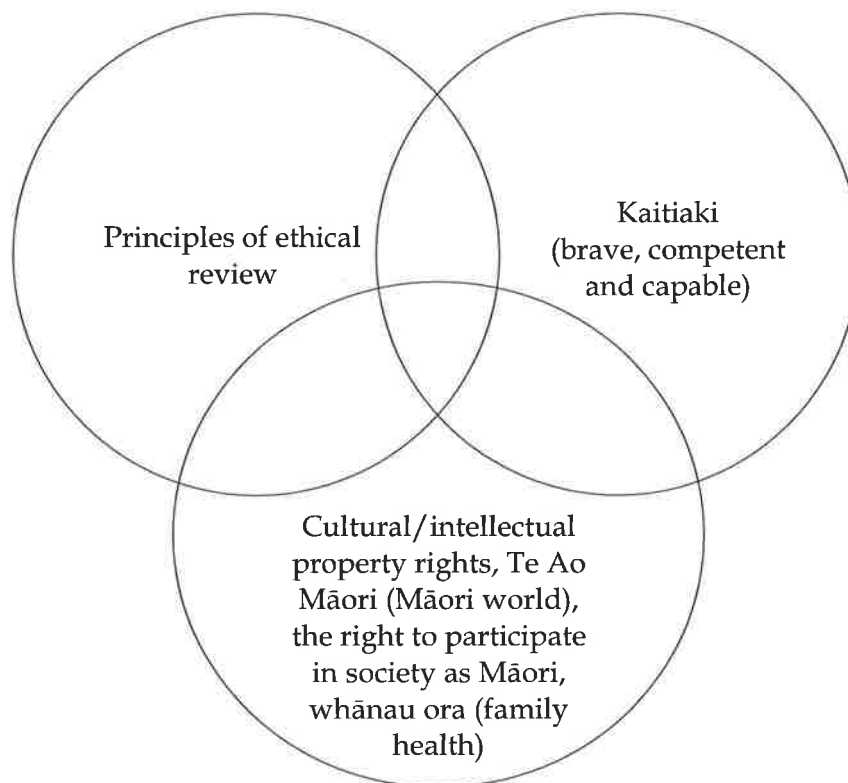 Principles of ethical
review
Kaitiaki
(brave, competent
and capable)
Cultural/intellectual
property rights, Te Ao
Māori (Māori world),
the right to participate
in society as Māori,
whānau ora (family
health)